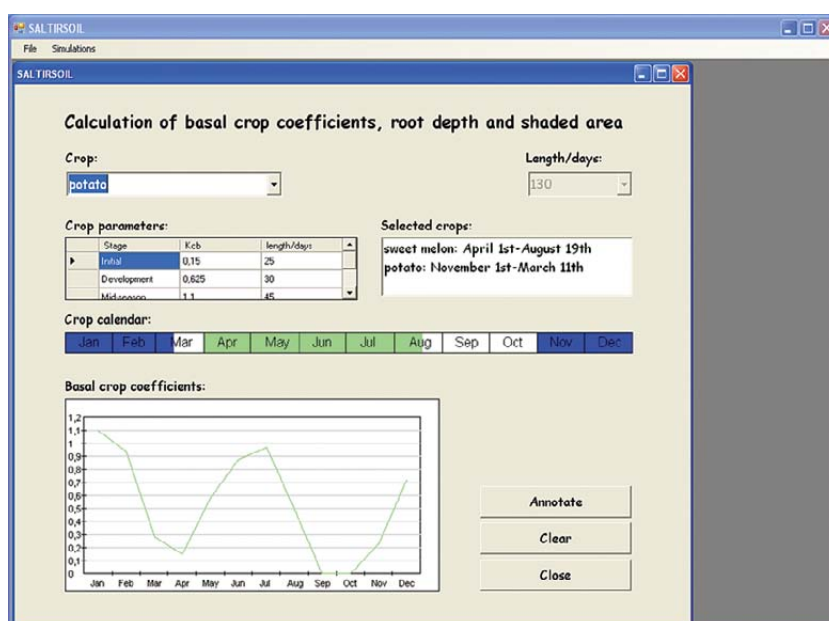 SALTIRSOIL
File Simulations
SALTIRSOIL
Calculation of basal crop coefficients, root depth and shaded area
Crop: Length/days:
potato 130
Crop parameters: Selected crops:
Stage Kcb length/days
Initial 0,15 25
Development 0,625 30
Mid-season 1,1 45
sweet melon: April 1st-August 19th
potato: November 1st-March 11th
Crop calendar:
Jan Feb Mar Apr May Jun Jul Aug Sep Oct Nov Dec
Basal crop coefficients:
1,2
1,1
1
0,9
0,8
0,7
0,6
0,5
0,4
0,3
0,2
0,1
0
Jan Feb Mar Apr May Jun Jul Aug Sep Oct Nov Dec
Annotate
Clear
Close